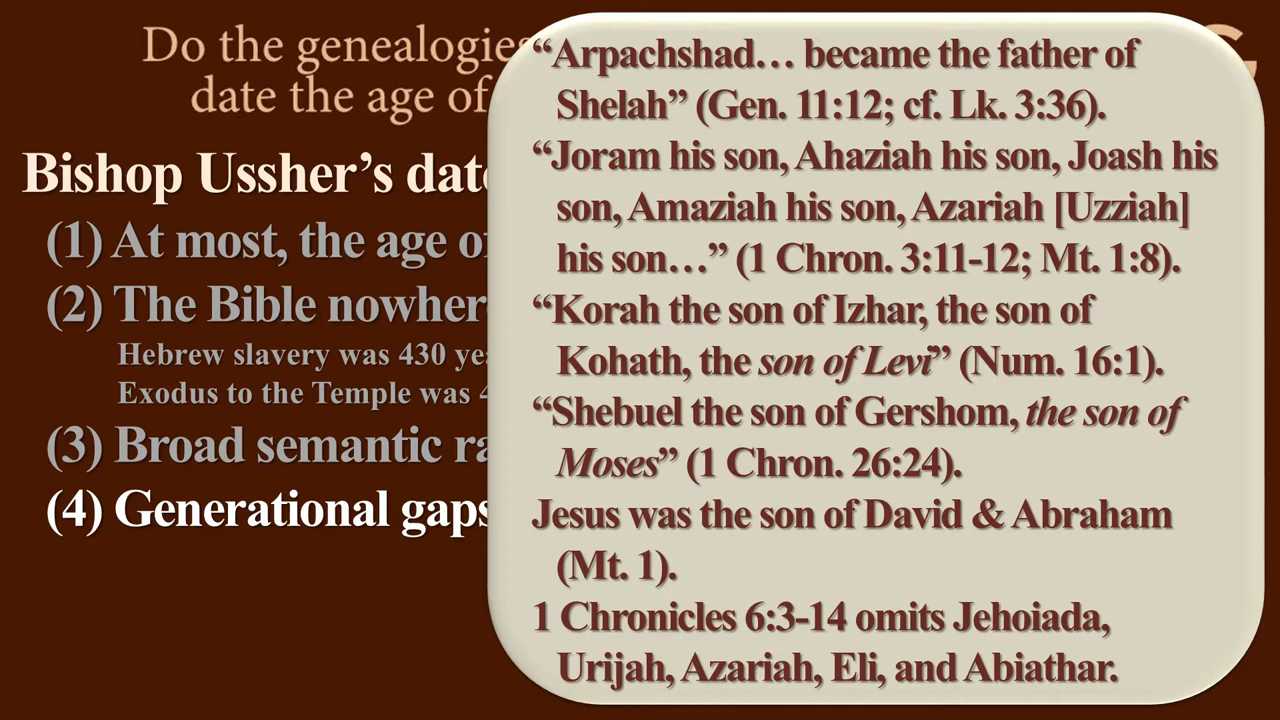 Do the genealogies
date the age of
G
Bishop Ussher's date
(1) At most, the age of
(2) The Bible nowher
Hebrew slavery was 430 ye
Exodus to the Temple was 4
(3) Broad semantic ra
(4) Generational gaps
“Arpachshad… became the father of
Shelah” (Gen. 11:12; cf. Lk. 3:36).
“Joram his son, Ahaziah his son, Joash his
son, Amaziah his son, Azariah [Uzziah]
his son…” (1 Chron. 3:11-12; Mt. 1:8).
“Korah the son of Izhar, the son of
Kohath, the son of Levi” (Num. 16:1).
“Shebuel the son of Gershom, the son of
Moses” (1 Chron. 26:24).
Jesus was the son of David & Abraham
(Mt. 1).
1 Chronicles 6:3-14 omits Jehoiada,
Urijah, Azariah, Eli, and Abiathar.